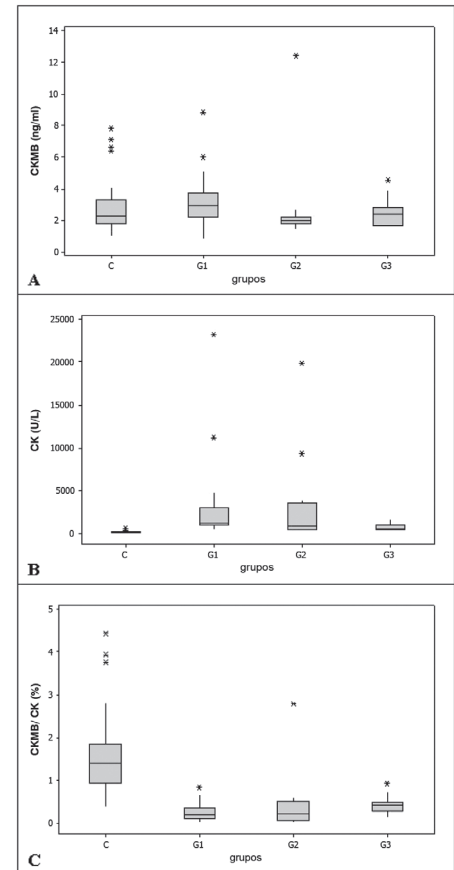 CKMB (ng/ml)
14
12
10
8
6
4
2
0
C G1 G2 G3
grupos
A
CK (U/L)
25000
20000
15000
10000
5000
0
C G1 G2 G3
grupos
B
CKMB/ CK (%)
5
4
3
2
1
0
C G1 G2 G3
grupos
C